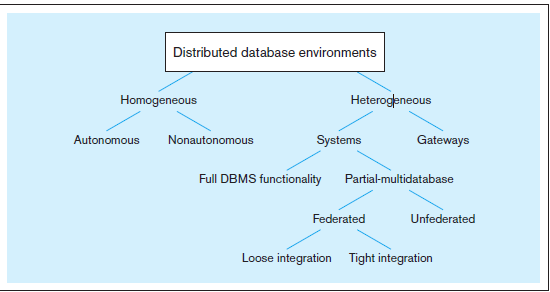 Distributed database environments
Homogeneous Heterogeneous
Autonomous Nonautonomous Systems Gateways
Full DBMS functionality Partial-multidatabase
Federated Unfederated
Loose integration Tight integration